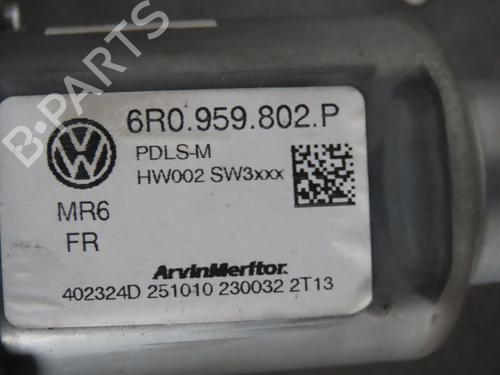 B-PARTS
6R0.959.802.P
PDLS-M
HW002 SW3xxx
MR6
FR
ArvinMeritor.
402324D 251010 230032 2T13